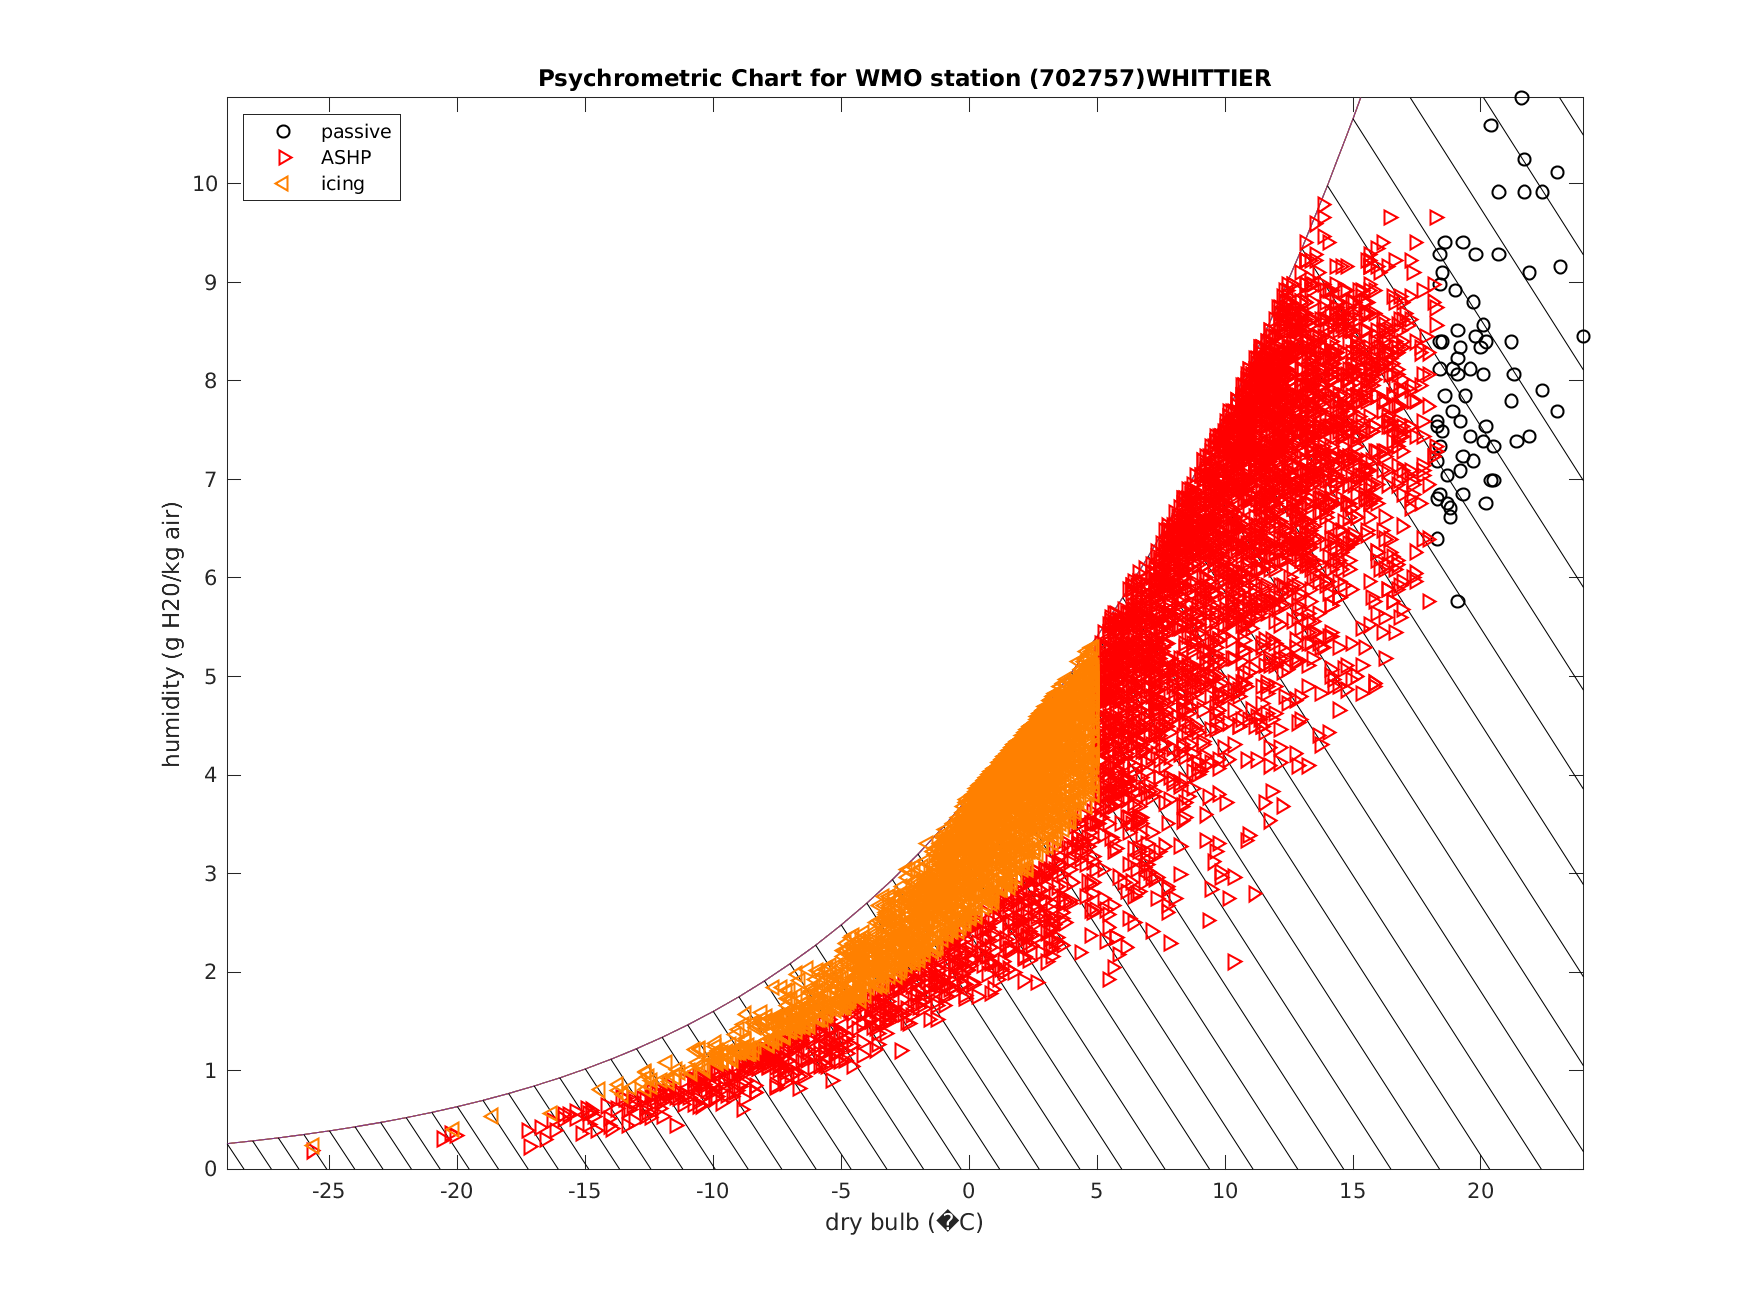 Psychrometric Chart for WMO station (702757)WHITTIER
passive
ASHP
icing
humidity (g H20/kg air)
10
9
8
7
6
5
4
3
2
1
0
-25 -20 -15 -10 -5 0 5 10 15 20
dry bulb (�C)